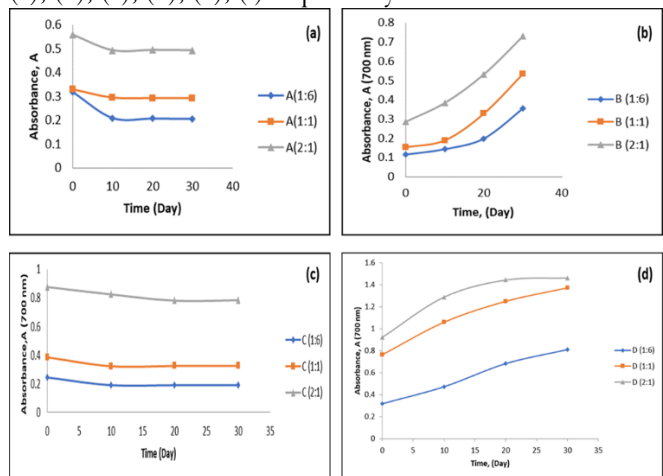 (a)
0.6
0.5
0.4
0.3
0.2
0.1
0
Absorbance, A
0 10 20 30 40
Time (Day)
A(1:6)
A(1:1)
A(2:1)
(b)
0.8
0.7
0.6
0.5
0.4
0.3
0.2
0.1
0
Absorbance, A (700 nm)
0 20 40
Time, (Day)
B (1:6)
B (1:1)
B (2:1)
(c)
1
0.8
0.6
0.4
0.2
0
Absorbance,A (700 nm)
0 5 10 15 20 25 30 35
Time (Day)
C (1:6)
C (1:1)
C (2:1)
(d)
1.6
1.4
1.2
1
0.8
0.6
0.4
0.2
0
Absorbance, A (700 nm)
0 5 10 15 20 25 30 35
Time, (Day)
D (1:6)
D (1:1)
D (2:1)